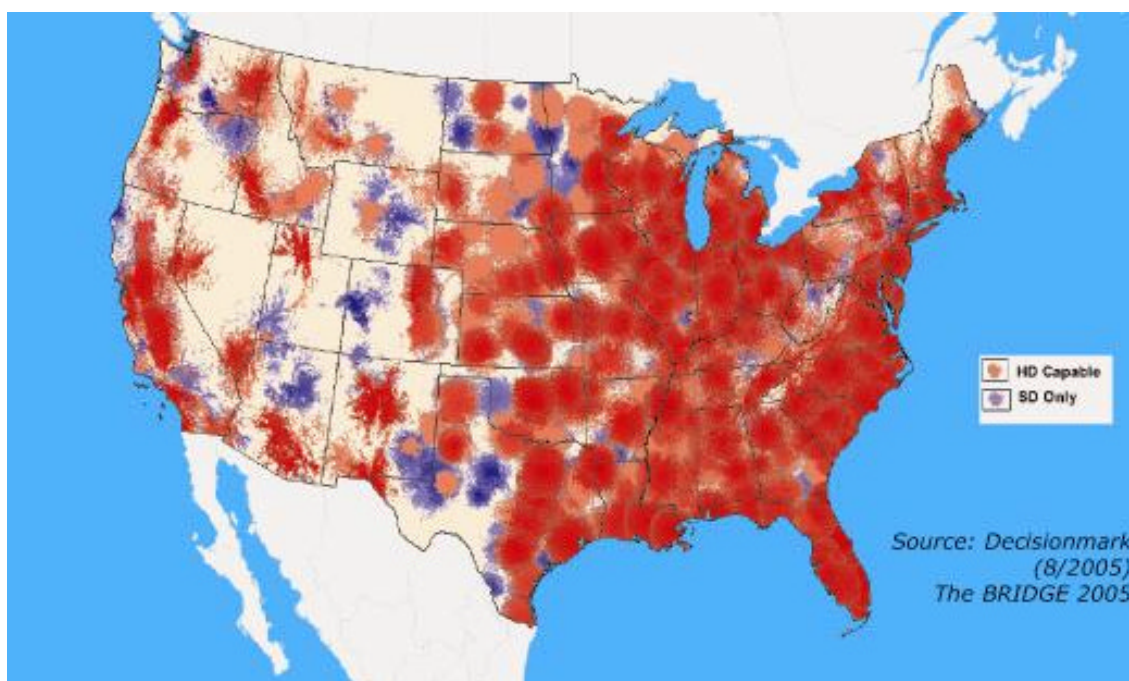 HD Capable
SD Only
Source: Decisionmark
(8/2005)
The BRIDGE 2005